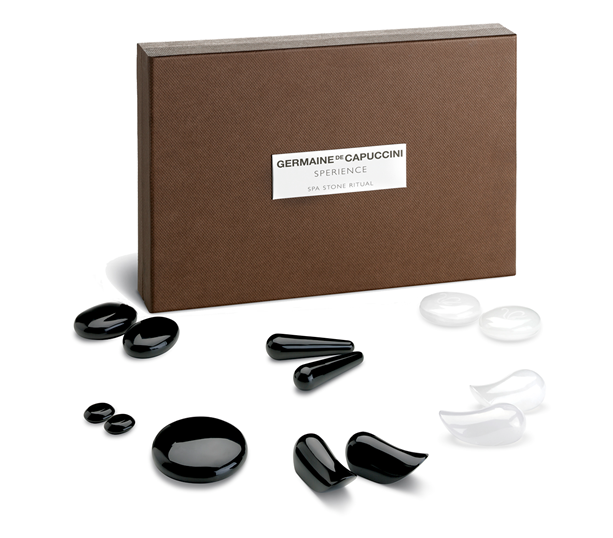 GERMAINE DE CAPUCCINI
SPERIENCE
SPA STONE RITUAL